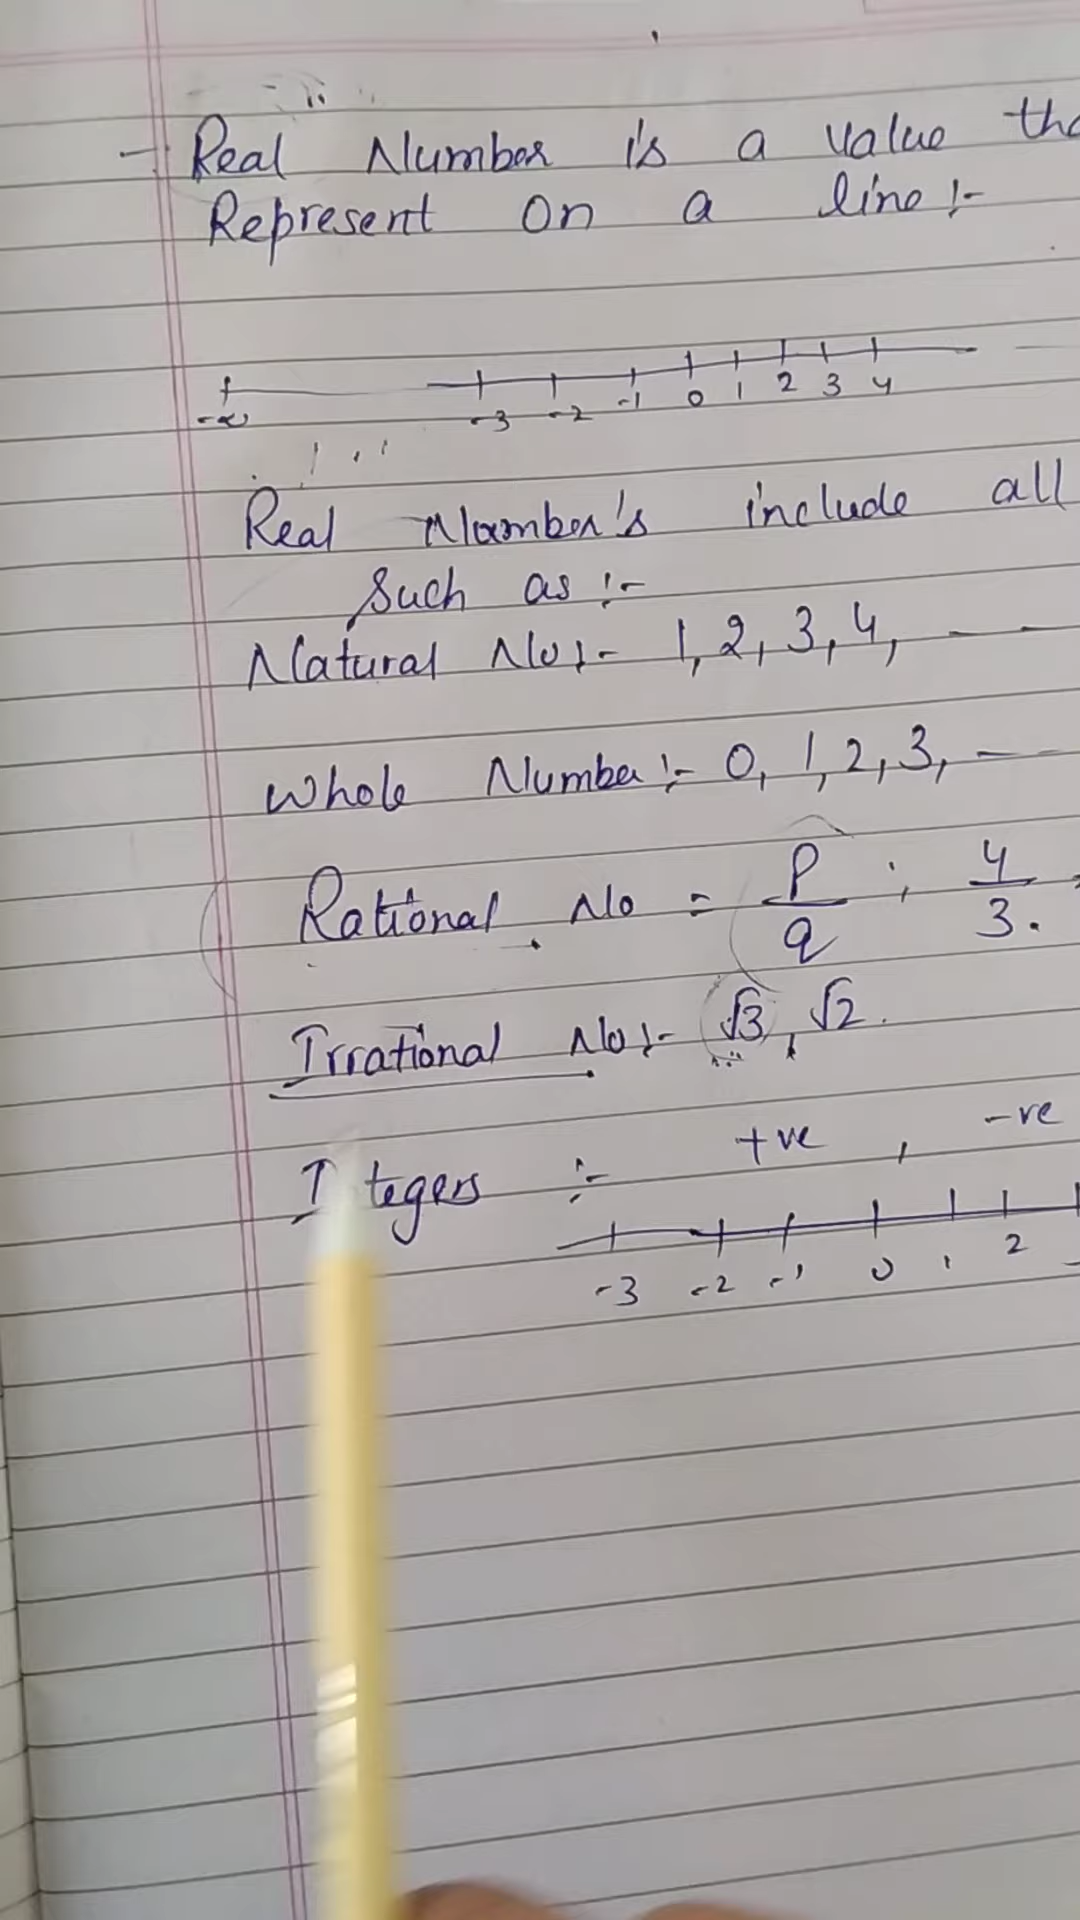 Real Number is a value tha
Represent on a line :-
-∞ -3 -2 -1 0 1 2 3 4
Real Number's include all
such as :-
Natural No :- 1, 2, 3, 4, - -
Whole Number :- 0, 1, 2, 3, - -
Rational No = P/q ; 4/3.
Irrational No :- √3, √2.
Integers :- +ve , -ve
-3 -2 -1 0 1 2